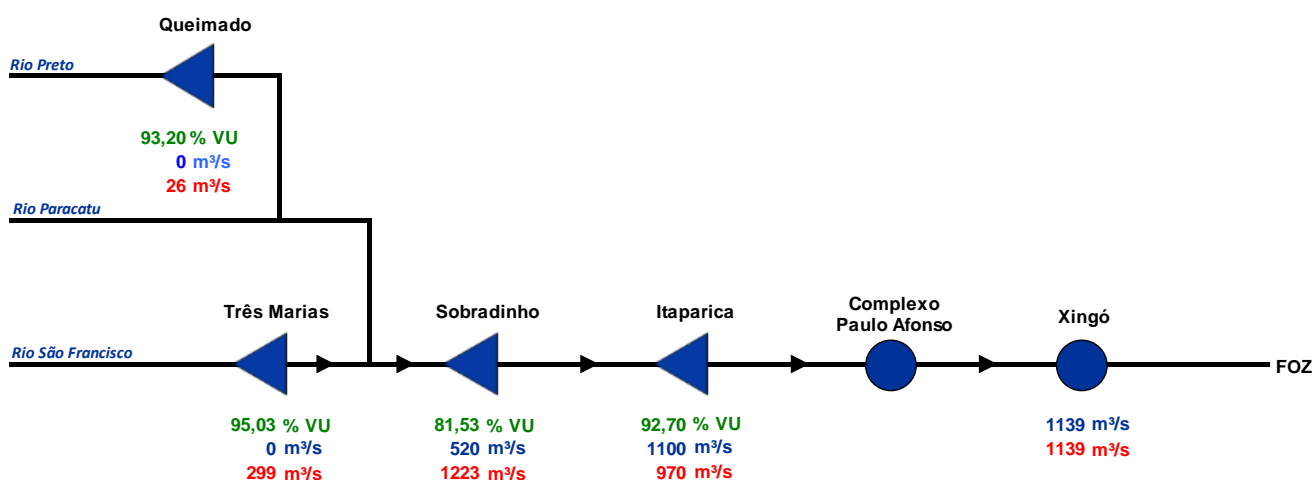 Queimado
Rio Preto
93,20 % VU
0 m³/s
26 m³/s
Rio Paracatu
Três Marias
Sobradinho
Itaparica
Complexo
Paulo Afonso
Xingó
Rio São Francisco
FOZ
95,03 % VU
0 m³/s
299 m³/s
81,53 % VU
520 m³/s
1223 m³/s
92,70 % VU
1100 m³/s
970 m³/s
1139 m³/s
1139 m³/s